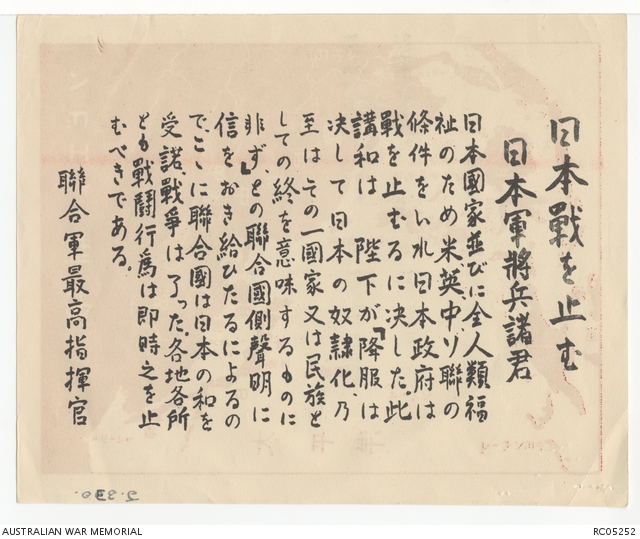 日本戰を止む
日本軍將兵諸君
日本國家並びに全人類福
祉のため米英中ソ聯の
條件をいれ日本政府は
戰を止むるに決した。此
講和は 陛下が「降服は
決して日本の奴隷化、乃
至はその一國家又は民族と
しての終を意味するものに
非ず」との聯合國側聲明に
信をおき給ひたるによるの
で、こゝに聯合國は日本の和を
受諾、戰爭は了った。各地各所
とも戰鬪行爲は即時之を止
むべきである。
聯合軍最高指揮官
J.330.
AUSTRALIAN WAR MEMORIAL
RC05252